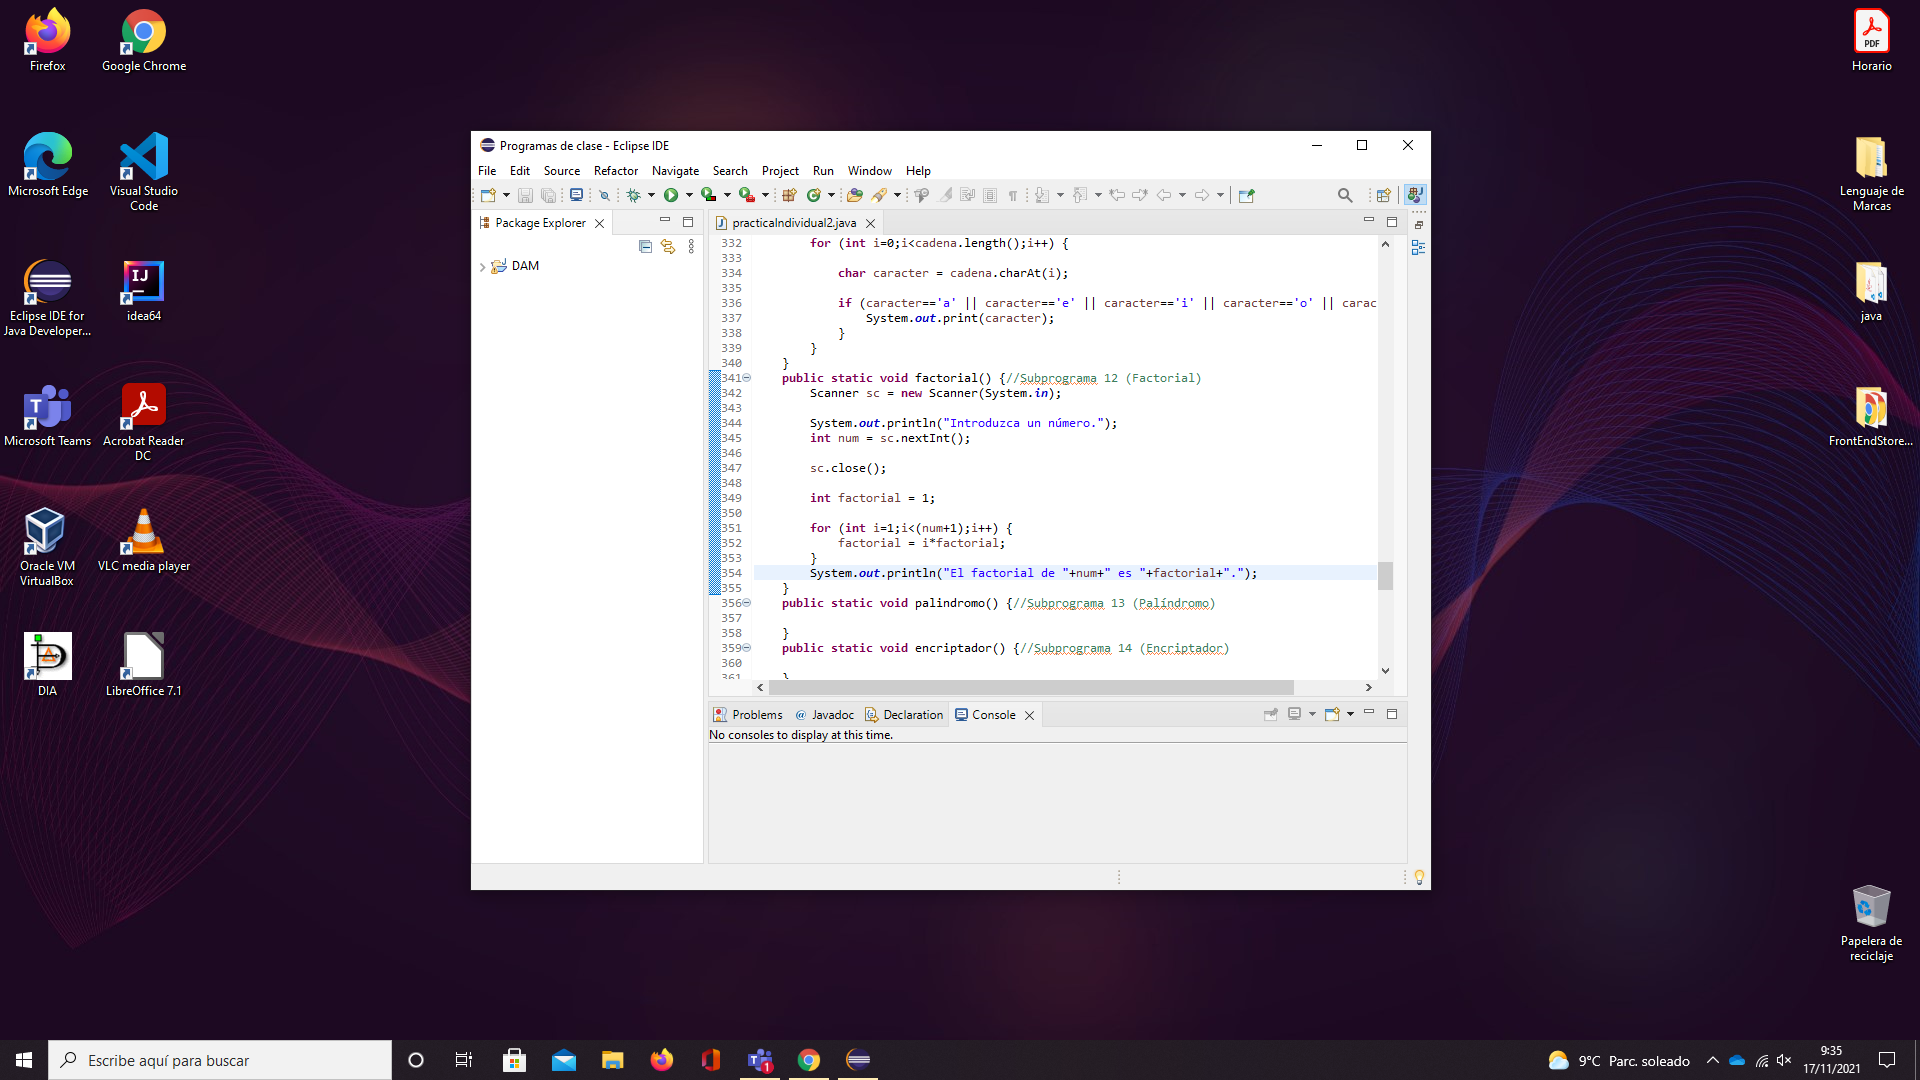 Firefox
Google Chrome
Microsoft Edge
Visual Studio
Code
Eclipse IDE for
Java Developer...
idea64
Microsoft Teams
Acrobat Reader
DC
Oracle VM
VirtualBox
VLC media player
DIA
LibreOffice 7.1
Programas de clase - Eclipse IDE
File Edit Source Refactor Navigate Search Project Run Window Help
Package Explorer
DAM
practicaIndividual2.java
332 for (int i=0;i<cadena.length();i++) {
333
334 char caracter = cadena.charAt(i);
335
336 if (caracter=='a' || caracter=='e' || caracter=='i' || caracter=='o' || carac
337 System.out.print(caracter);
338 }
339 }
340 }
341 public static void factorial() {//Subprograma 12 (Factorial)
342 Scanner sc = new Scanner(System.in);
343
344 System.out.println("Introduzca un número.");
345 int num = sc.nextInt();
346
347 sc.close();
348
349 int factorial = 1;
350
351 for (int i=1;i<(num+1);i++) {
352 factorial = i*factorial;
353 }
354 System.out.println("El factorial de "+num+" es "+factorial+".");
355 }
356 public static void palindromo() {//Subprograma 13 (Palíndromo)
357
358 }
359 public static void encriptador() {//Subprograma 14 (Encriptador)
360
361 }
Problems @ Javadoc Declaration Console
No consoles to display at this time.
PDF
Horario
Lenguaje de
Marcas
java
FrontEndStore...
Papelera de
reciclaje
Escribe aquí para buscar
1
9°C Parc. soleado
9:35
17/11/2021